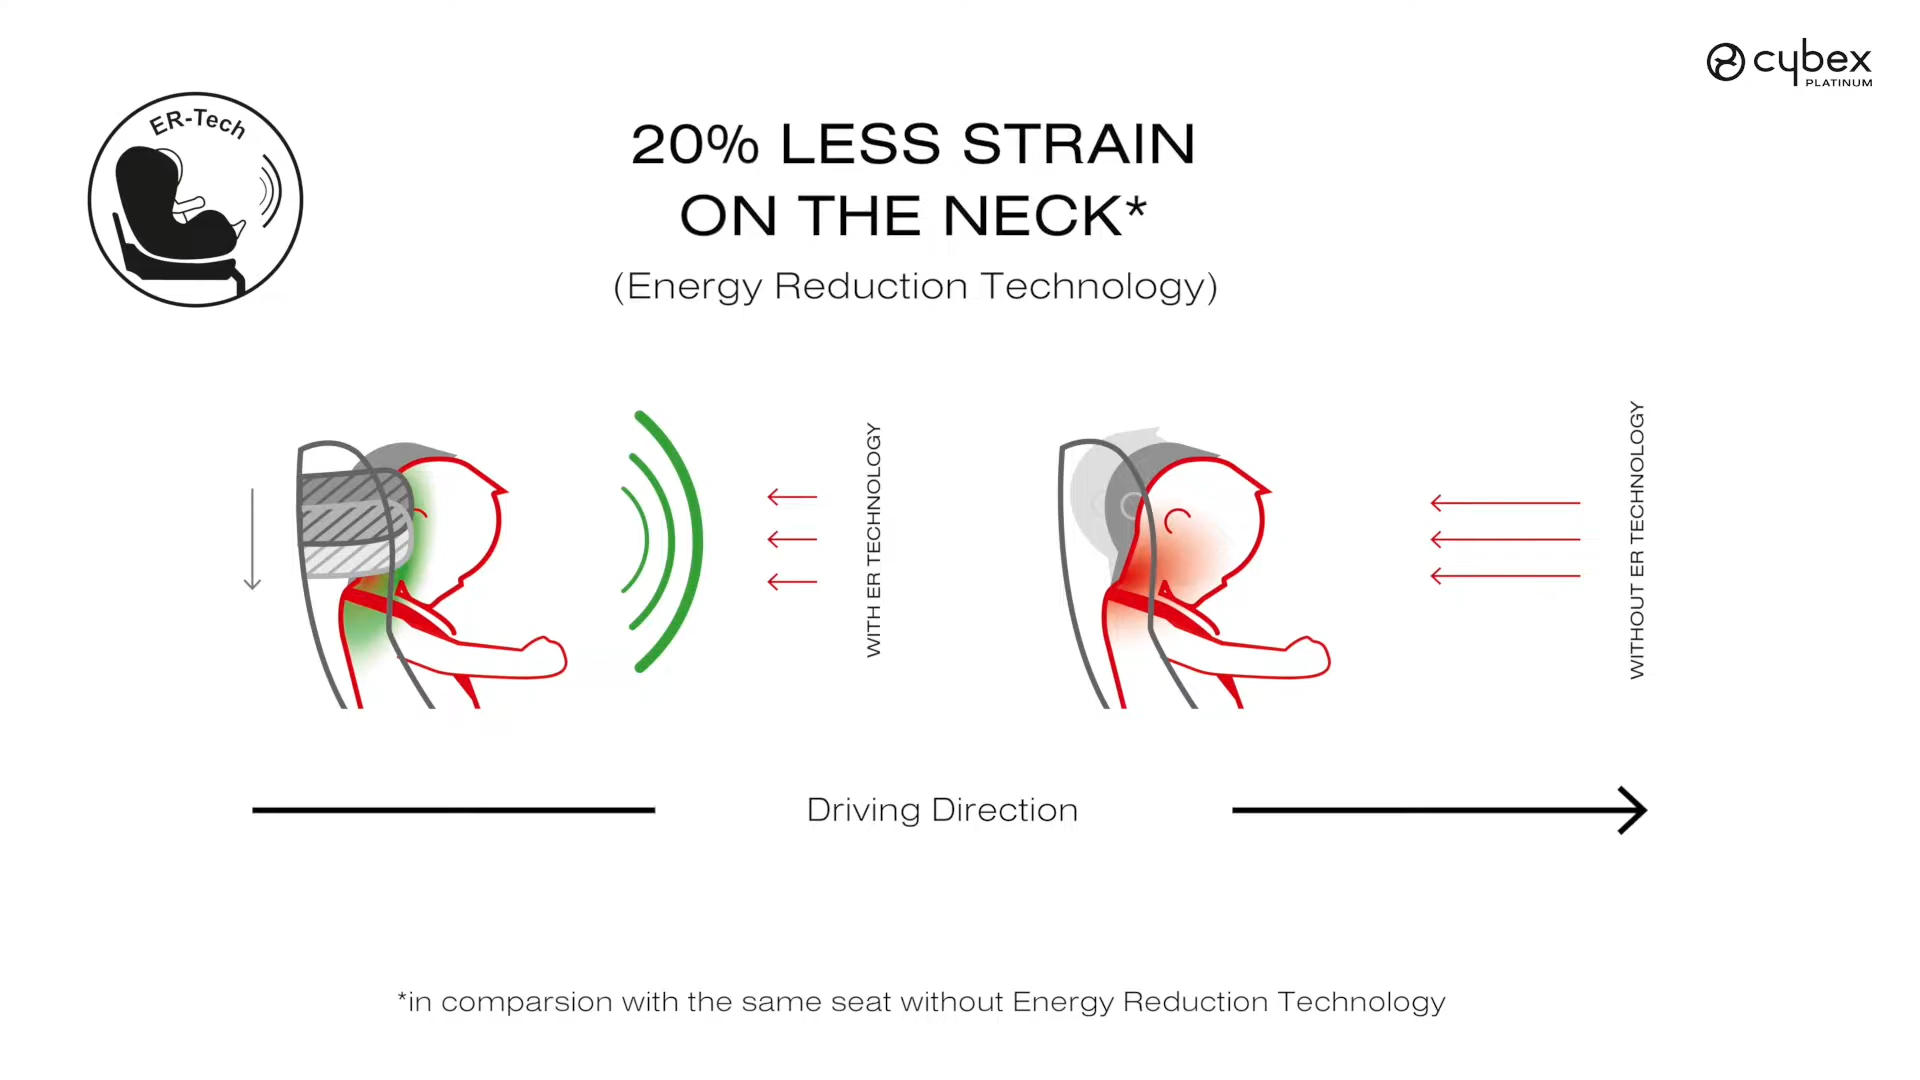 cybex
PLATINUM
ER-Tech
20% LESS STRAIN
ON THE NECK*
(Energy Reduction Technology)
WITH ER TECHNOLOGY
WITHOUT ER TECHNOLOGY
Driving Direction
*in comparsion with the same seat without Energy Reduction Technology